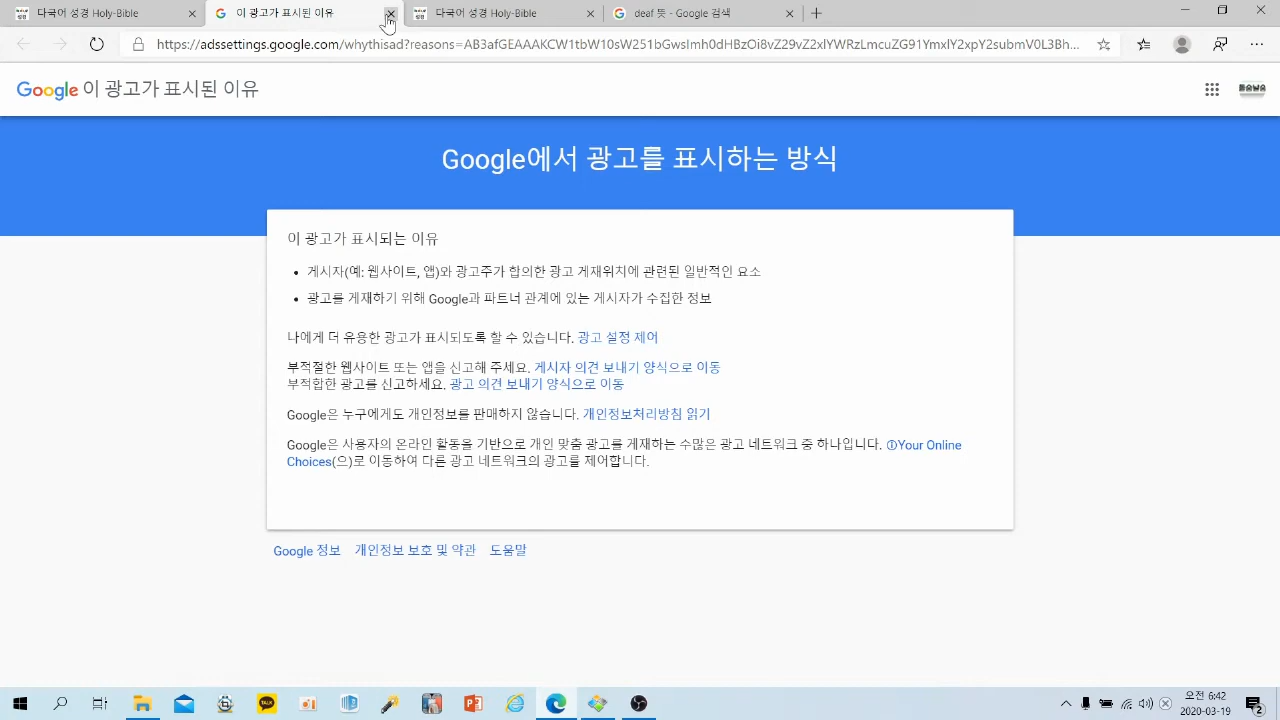 다국어 성경 Holy-Bible
이 광고가 표시된 이유
다국어 성경 Holy-Bible
deaf 뜻 - Google 검색
Google 이 광고가 표시된 이유
Google에서 광고를 표시하는 방식
이 광고가 표시되는 이유
게시자(예: 웹사이트, 앱)와 광고주가 합의한 광고 게재위치에 관련된 일반적인 요소
광고를 게재하기 위해 Google과 파트너 관계에 있는 게시자가 수집한 정보
나에게 더 유용한 광고가 표시되도록 할 수 있습니다. 광고 설정 제어
부적절한 웹사이트 또는 앱을 신고해 주세요. 게시자 의견 보내기 양식으로 이동
부적합한 광고를 신고하세요. 광고 의견 보내기 양식으로 이동
Google은 누구에게도 개인정보를 판매하지 않습니다. 개인정보처리방침 읽기
Google은 사용자의 온라인 활동을 기반으로 개인 맞춤 광고를 게재하는 수많은 광고 네트워크 중 하나입니다. Your Online
Choices(으)로 이동하여 다른 광고 네트워크의 광고를 제어합니다.
Google 정보 개인정보 보호 및 약관 도움말
TALK
오전 6:42
2020-03-19
2